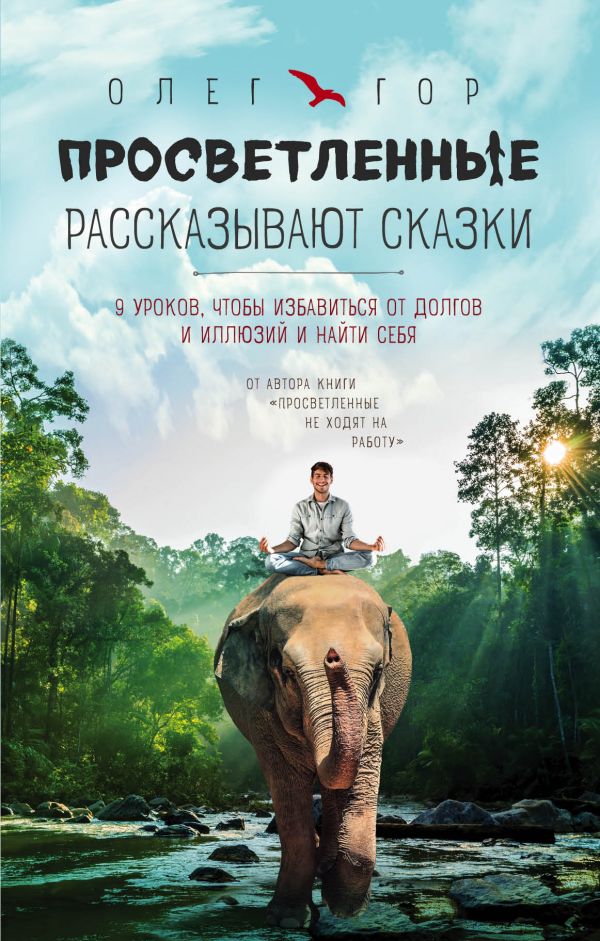 ОЛЕГ ГОР
ПРОСВЕТЛЕННЫЕ
РАССКАЗЫВАЮТ СКАЗКИ
9 УРОКОВ, ЧТОБЫ ИЗБАВИТЬСЯ ОТ ДОЛГОВ
И ИЛЛЮЗИЙ И НАЙТИ СЕБЯ
ОТ АВТОРА КНИГИ
«ПРОСВЕТЛЕННЫЕ
НЕ ХОДЯТ НА
РАБОТУ»